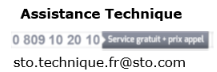 Assistance Technique
0 809 10 20 10 Service gratuit + prix appel
sto.technique.fr@sto.com